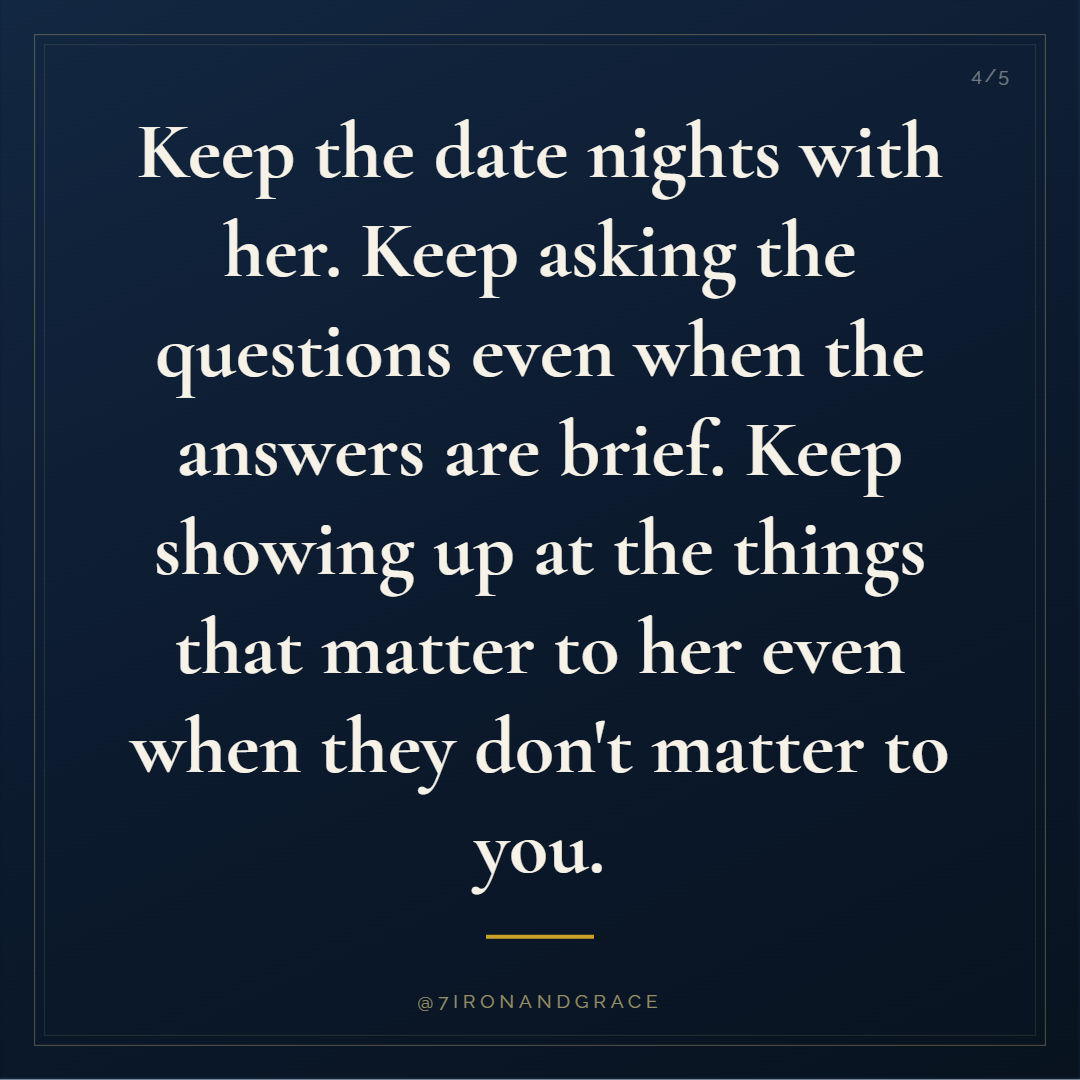 4/5
Keep the date nights with
her. Keep asking the
questions even when the
answers are brief. Keep
showing up at the things
that matter to her even
when they don't matter to
you.
@7IRONANDGRACE